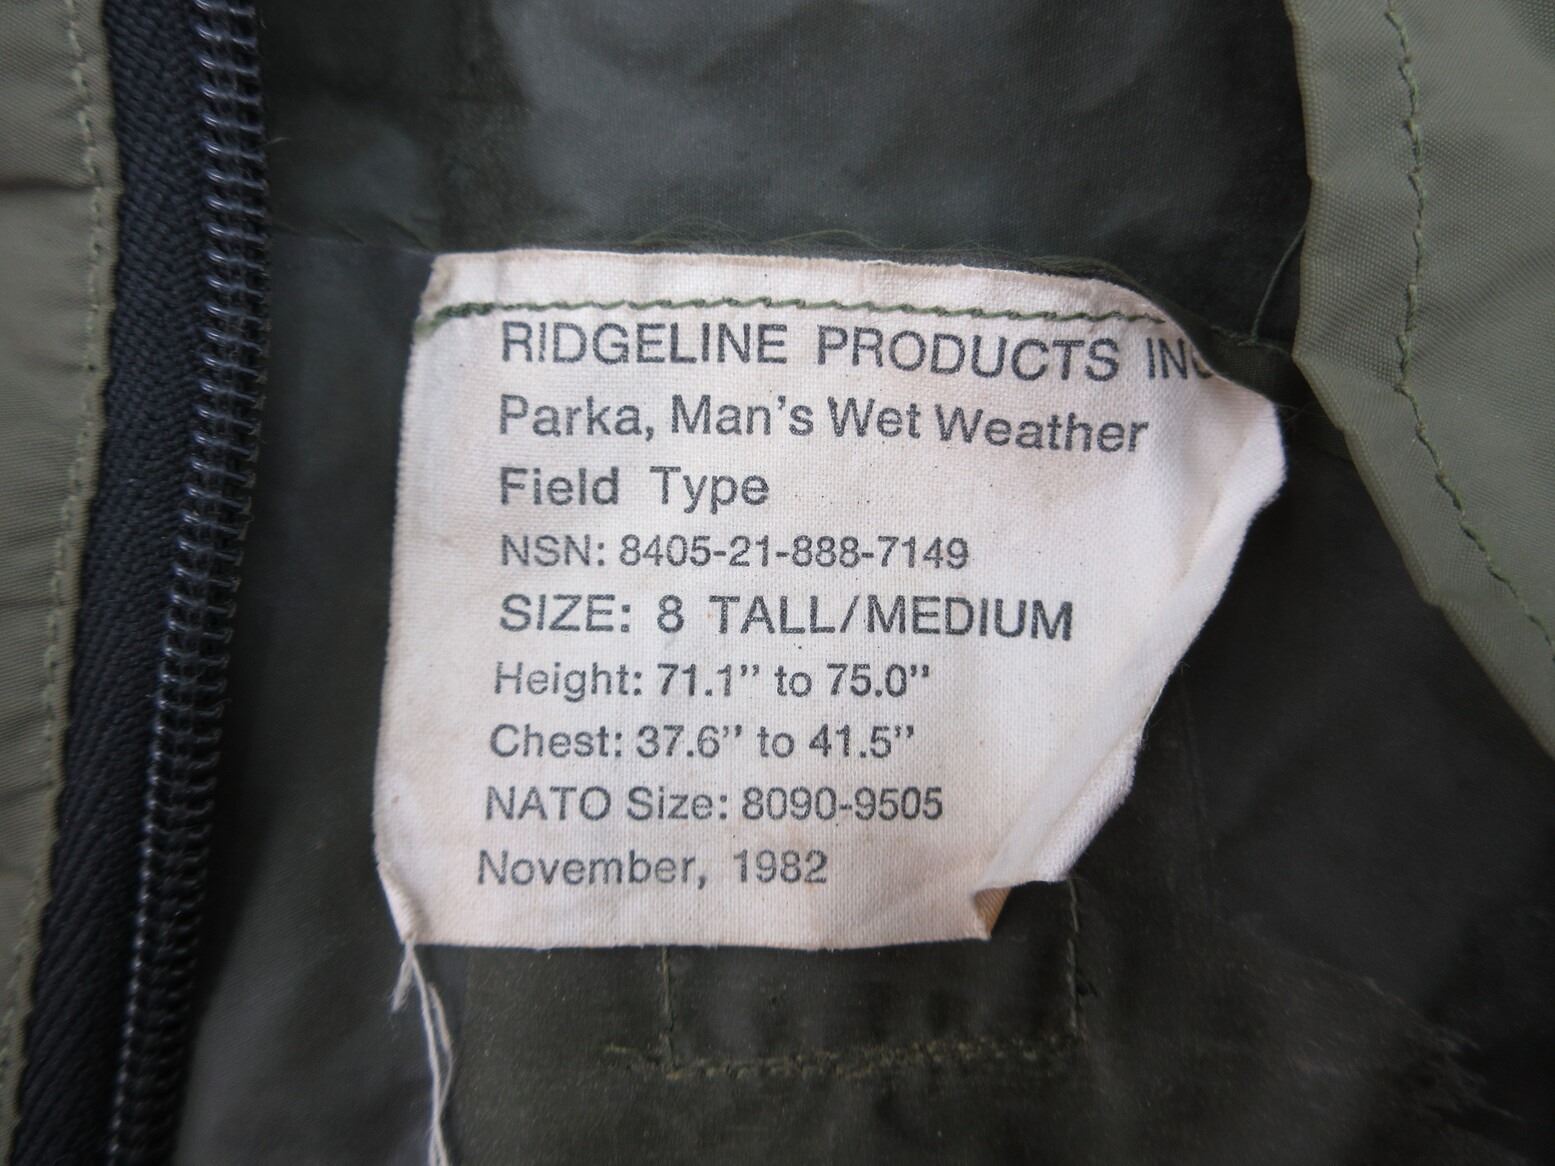 RIDGELINE PRODUCTS INC
Parka, Man's Wet Weather
Field Type
NSN: 8405-21-888-7149
SIZE: 8 TALL/MEDIUM
Height: 71.1" to 75.0"
Chest: 37.6" to 41.5"
NATO Size: 8090-9505
November, 1982